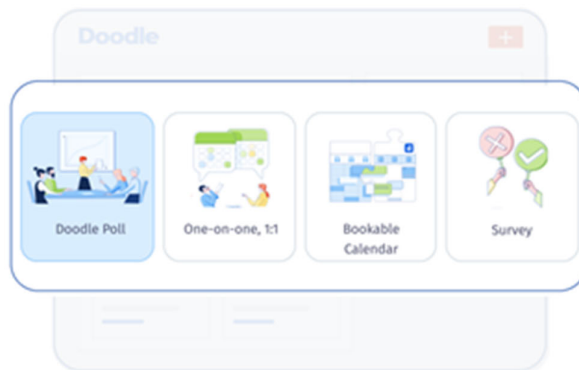 Doodle
Doodle Poll
One-on-one, 1:1
Bookable
Calendar
Survey